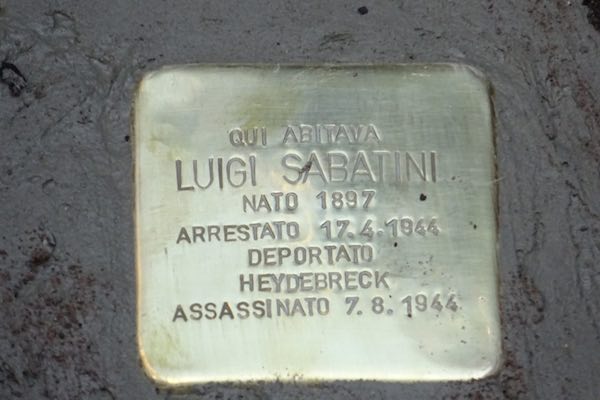 QUI ABITAVA
LUIGI SABATINI
NATO 1897
ARRESTATO 17.4.1944
DEPORTATO
HEYDEBRECK
ASSASSINATO 7.8.1944